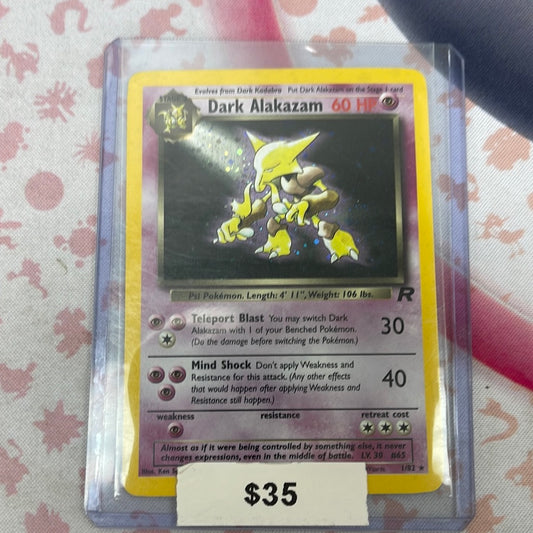 Evolves from Dark Kadabra Put Dark Alakazam on the Stage 1 card
STAGE 2
Dark Alakazam 60 HP
Psi Pokémon. Length: 4' 11", Weight: 106 lbs.
R
Teleport Blast You may switch Dark
Alakazam with 1 of your Benched Pokémon.
(Do the damage before switching the Pokémon.)
30
Mind Shock Don't apply Weakness and
Resistance for this attack. (Any other effects
that would happen after applying Weakness and
Resistance still happen.)
40
weakness resistance retreat cost
Almost as if it were being controlled by something else, it never
changes expressions, even in the middle of battle. LV. 30 #65
Illus. Ken
1/82 ★
$35